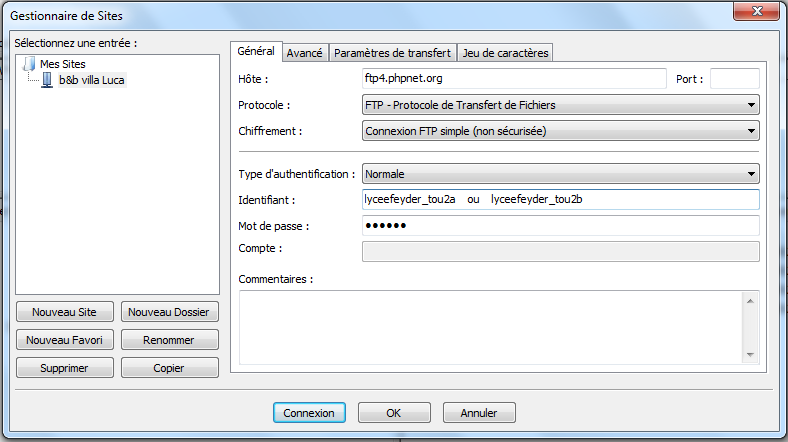 Gestionnaire de Sites
Sélectionnez une entrée :
Mes Sites
b&b villa Luca
Nouveau Site
Nouveau Dossier
Nouveau Favori
Renommer
Supprimer
Copier
Général
Avancé
Paramètres de transfert
Jeu de caractères
Hôte :
ftp4.phpnet.org
Port :
Protocole :
FTP - Protocole de Transfert de Fichiers
Chiffrement :
Connexion FTP simple (non sécurisée)
Type d'authentification :
Normale
Identifiant :
lyceefeyder_tou2a ou lyceefeyder_tou2b
Mot de passe :
●●●●●●
Compte :
Commentaires :
Connexion
OK
Annuler